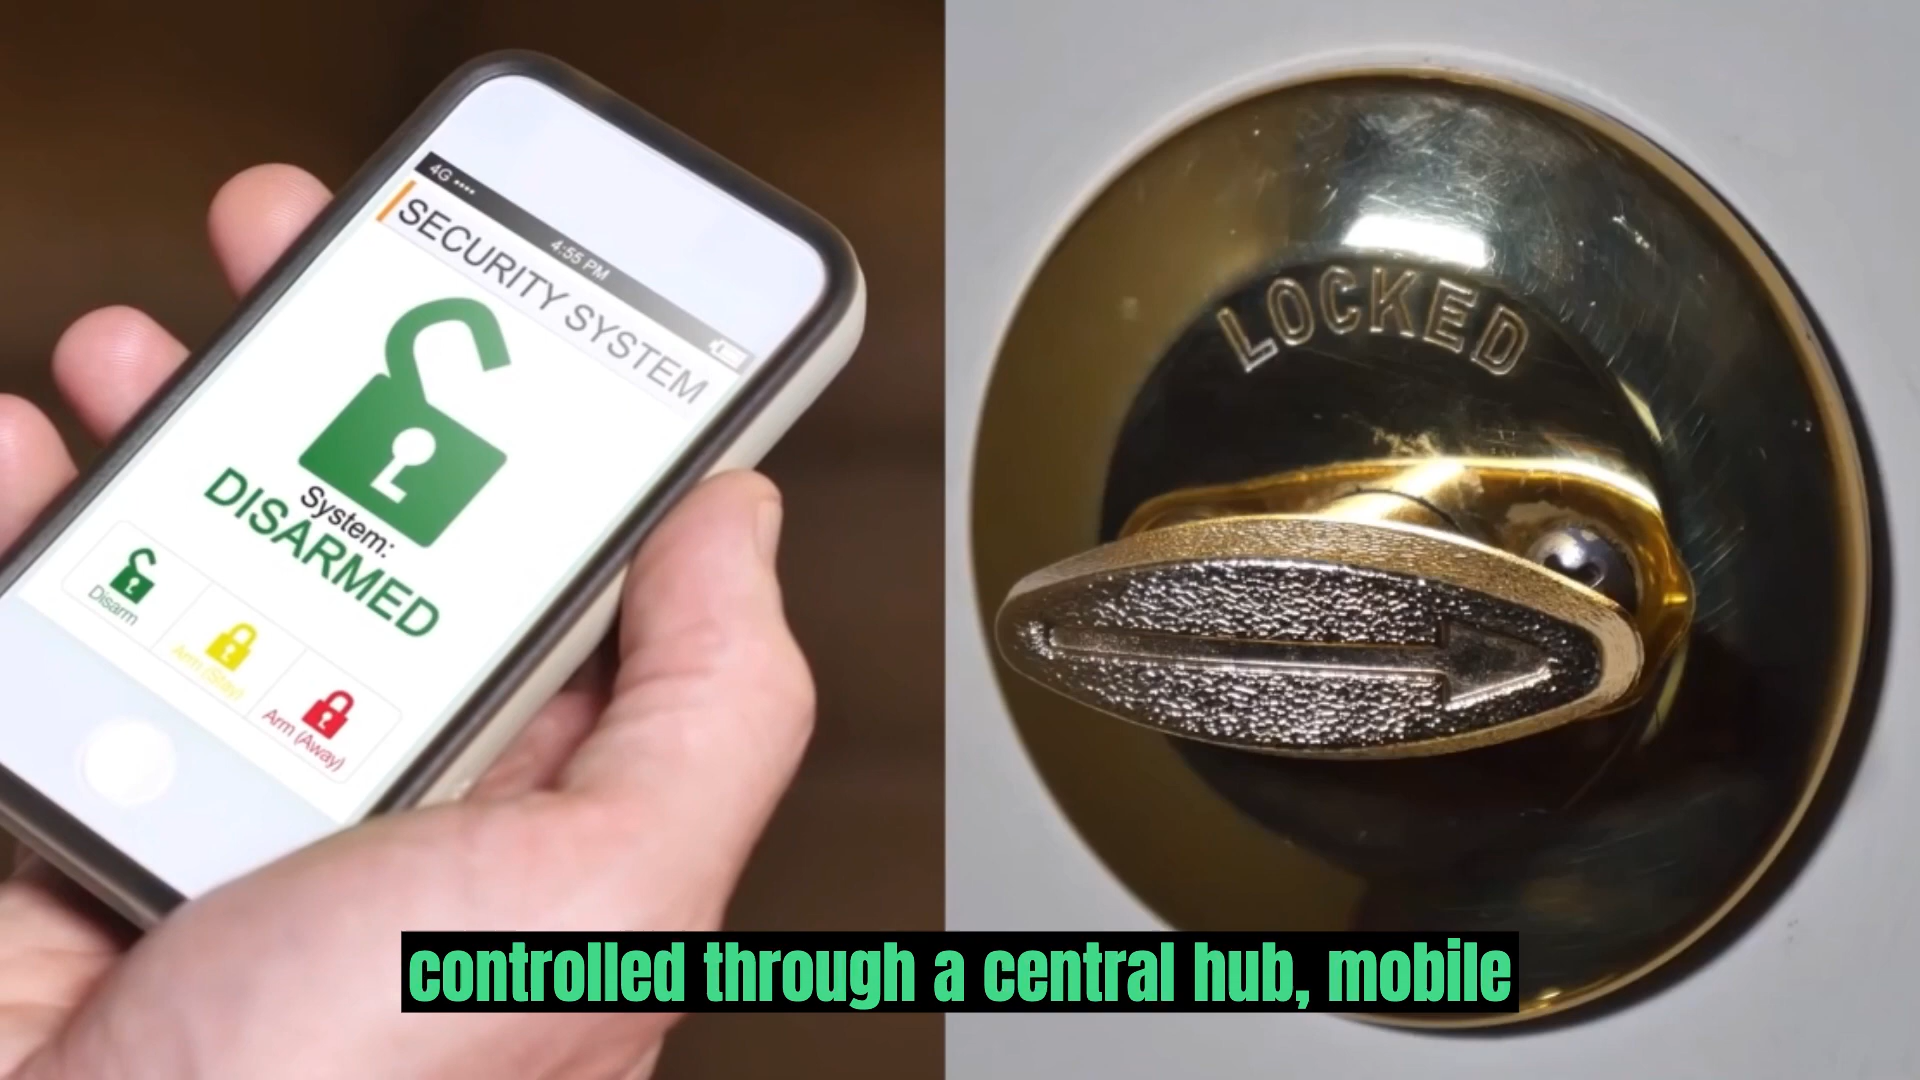 4G
4:55 PM
SECURITY SYSTEM
System:
DISARMED
Disarm
Arm (Stay)
Arm (Away)
LOCKED
controlled through a central hub, mobile